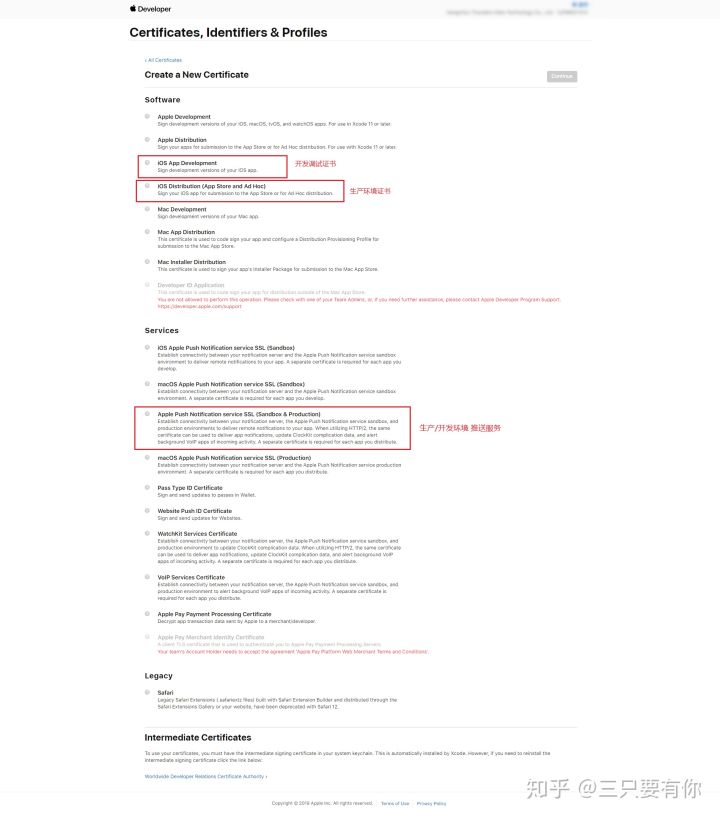 Developer
Certificates, Identifiers & Profiles
‹ All Certificates
Create a New Certificate
Continue
Software
Apple Development
Sign development versions of your iOS, macOS, tvOS, and watchOS apps. For use in Xcode 11 or later.
Apple Distribution
Sign your apps for submission to the App Store or for Ad Hoc distribution. For use with Xcode 11 or later.
iOS App Development
Sign development versions of your iOS app.
开发调试证书
iOS Distribution (App Store and Ad Hoc)
Sign your iOS app for submission to the App Store or for Ad Hoc distribution.
生产环境证书
Mac Development
Sign development versions of your Mac app.
Mac App Distribution
This certificate is used to code sign your app and configure a Distribution Provisioning Profile for
submission to the Mac App Store.
Mac Installer Distribution
This certificate is used to sign your app's Installer Package for submission to the Mac App Store.
Developer ID Application
This certificate is used to code sign your app for distribution outside of the Mac App Store.
You are not allowed to perform this operation. Please check with one of your Team Admins, or, if you need further assistance, please contact Apple Developer Program Support.
https://developer.apple.com/support
Services
iOS Apple Push Notification service SSL (Sandbox)
Establish connectivity between your notification server and the Apple Push Notification service sandbox
environment to deliver remote notifications to your app. A separate certificate is required for each app you
develop.
macOS Apple Push Notification service SSL (Sandbox)
Establish connectivity between your notification server and the Apple Push Notification service sandbox
environment. A separate certificate is required for each app you develop.
Apple Push Notification service SSL (Sandbox & Production)
Establish connectivity between your notification server, the Apple Push Notification service sandbox, and
production environments to deliver remote notifications to your app. When utilizing HTTP/2, the same
certificate can be used to deliver app notifications, update ClockKit complication data, and alert
background VoIP apps of incoming activity. A separate certificate is required for each app you distribute.
生产/开发环境 推送服务
macOS Apple Push Notification service SSL (Production)
Establish connectivity between your notification server and the Apple Push Notification service production
environment. A separate certificate is required for each app you distribute.
Pass Type ID Certificate
Sign and send updates to passes in Wallet.
Website Push ID Certificate
Sign and send updates for Websites.
WatchKit Services Certificate
Establish connectivity between your notification server, the Apple Push Notification service sandbox, and
production environment to update ClockKit complication data. When utilizing HTTP/2, the same certificate
can be used to deliver app notifications, update ClockKit complication data, and alert background VoIP
apps of incoming activity. A separate certificate is required for each app you distribute.
VoIP Services Certificate
Establish connectivity between your notification server, the Apple Push Notification service sandbox, and
production environment to alert background VoIP apps of incoming activity. A separate certificate is
required for each app you distribute.
Apple Pay Payment Processing Certificate
Decrypt app transaction data sent by Apple to a merchant/developer.
Apple Pay Merchant Identity Certificate
A client TLS certificate that is used to authenticate you to Apple Pay Payment Processing Servers.
Your team's Account Holder needs to accept the agreement 'Apple Pay Platform Web Merchant Terms and Conditions'.
Legacy
Safari
Legacy Safari Extensions (.safariextz files) built with Safari Extension Builder and distributed through the
Safari Extensions Gallery or your website, have been deprecated with Safari 12.
Intermediate Certificates
To use your certificates, you must have the intermediate signing certificate in your system keychain. This is automatically installed by Xcode. However, if you need to reinstall the
intermediate signing certificate click the link below:
Worldwide Developer Relations Certificate Authority ›
知乎 @三只要有你
Copyright © 2019 Apple Inc. All rights reserved. Terms of Use Privacy Policy